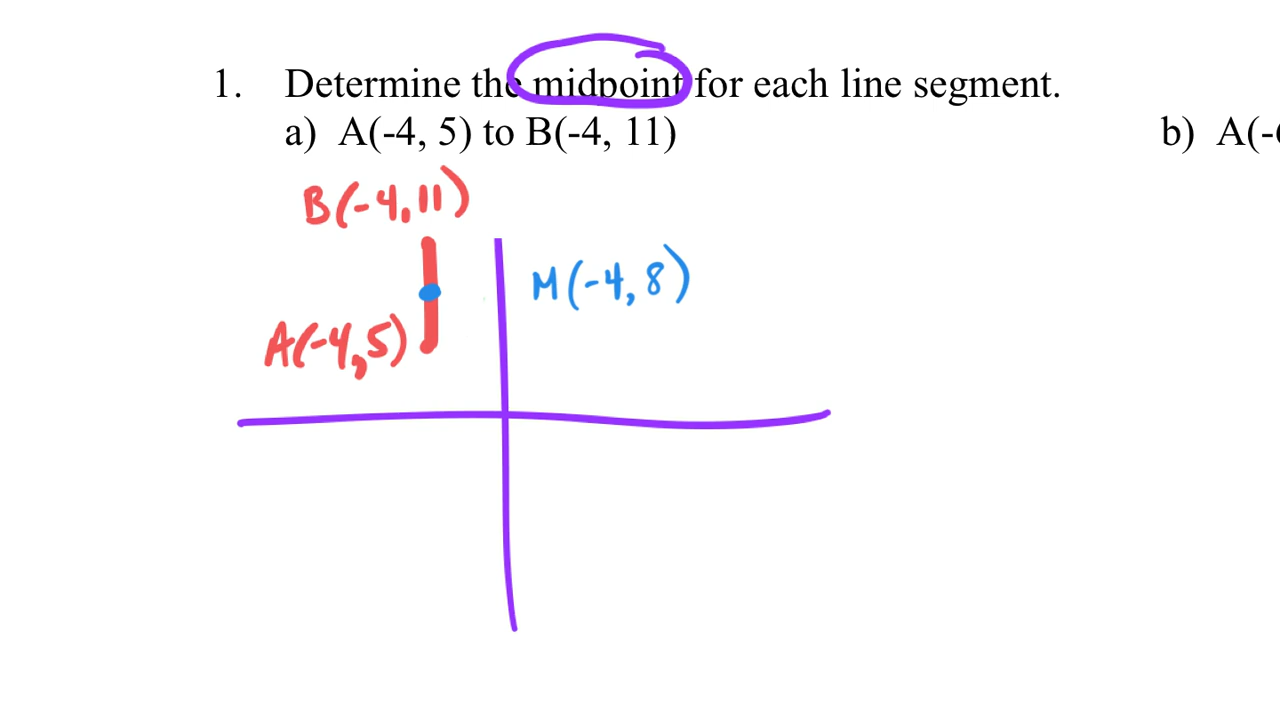 1. Determine the midpoint for each line segment.
a) A(-4, 5) to B(-4, 11)
b) A(-
B(-4,11)
M(-4,8)
A(-4,5)